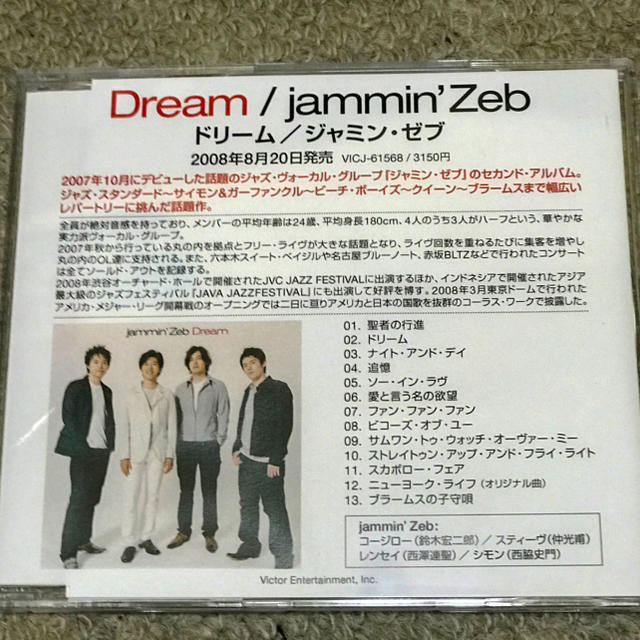 Dream / jammin'Zeb
ドリーム／ジャミン・ゼブ
2008年8月20日発売 VICJ-61568 / 3150円
2007年10月にデビューした話題のジャズ・ヴォーカル・グループ『ジャミン・ゼブ』のセカンド・アルバム。
ジャズ・スタンダード〜サイモン＆ガーファンクル〜ビーチ・ボーイズ〜クイーン〜ブラームスまで幅広い
レパートリーに挑んだ話題作。
全員が絶対音感を持っており、メンバーの平均年齢は24歳、平均身長180cm、4人のうち3人がハーフという、華やかな
実力派ヴォーカル・グループ。
2007年秋から行っている丸の内を拠点とフリー・ライヴが大きな話題となり、ライヴ回数を重ねるたびに集客を増やし
丸の内のOL達に支持される。また、六本木スイート・ベイジルや名古屋ブルーノート、赤坂BLTZなどで行われたコンサート
は全てソールド・アウトを記録する。
2008年渋谷オーチャード・ホールで開催されたJVC JAZZ FESTIVALに出演するほか、インドネシアで開催されたアジア
最大級のジャズフェスティバル「JAVA JAZZFESTIVAL」にも出演して好評を博す。2008年3月東京ドームで行われた
アメリカ・メジャー・リーグ開幕戦のオープニングでは二日に亘りアメリカと日本の国歌を抜群のコーラス・ワークで披露した。
jammin'Zeb Dream
01. 聖者の行進
02. ドリーム
03. ナイト・アンド・デイ
04. 追憶
05. ソー・イン・ラヴ
06. 愛と言う名の欲望
07. ファン・ファン・ファン
08. ビコーズ・オブ・ユー
09. サムワン・トゥ・ウォッチ・オーヴァー・ミー
10. ストレイトゥン・アップ・アンド・フライ・ライト
11. スカボロー・フェア
12. ニューヨーク・ライフ（オリジナル曲）
13. ブラームスの子守唄
jammin' Zeb:
コージロー（鈴木宏二郎）／スティーヴ（仲光甫）
レンセイ（西澤連聖）／シモン（西脇史門）
Victor Entertainment, Inc.